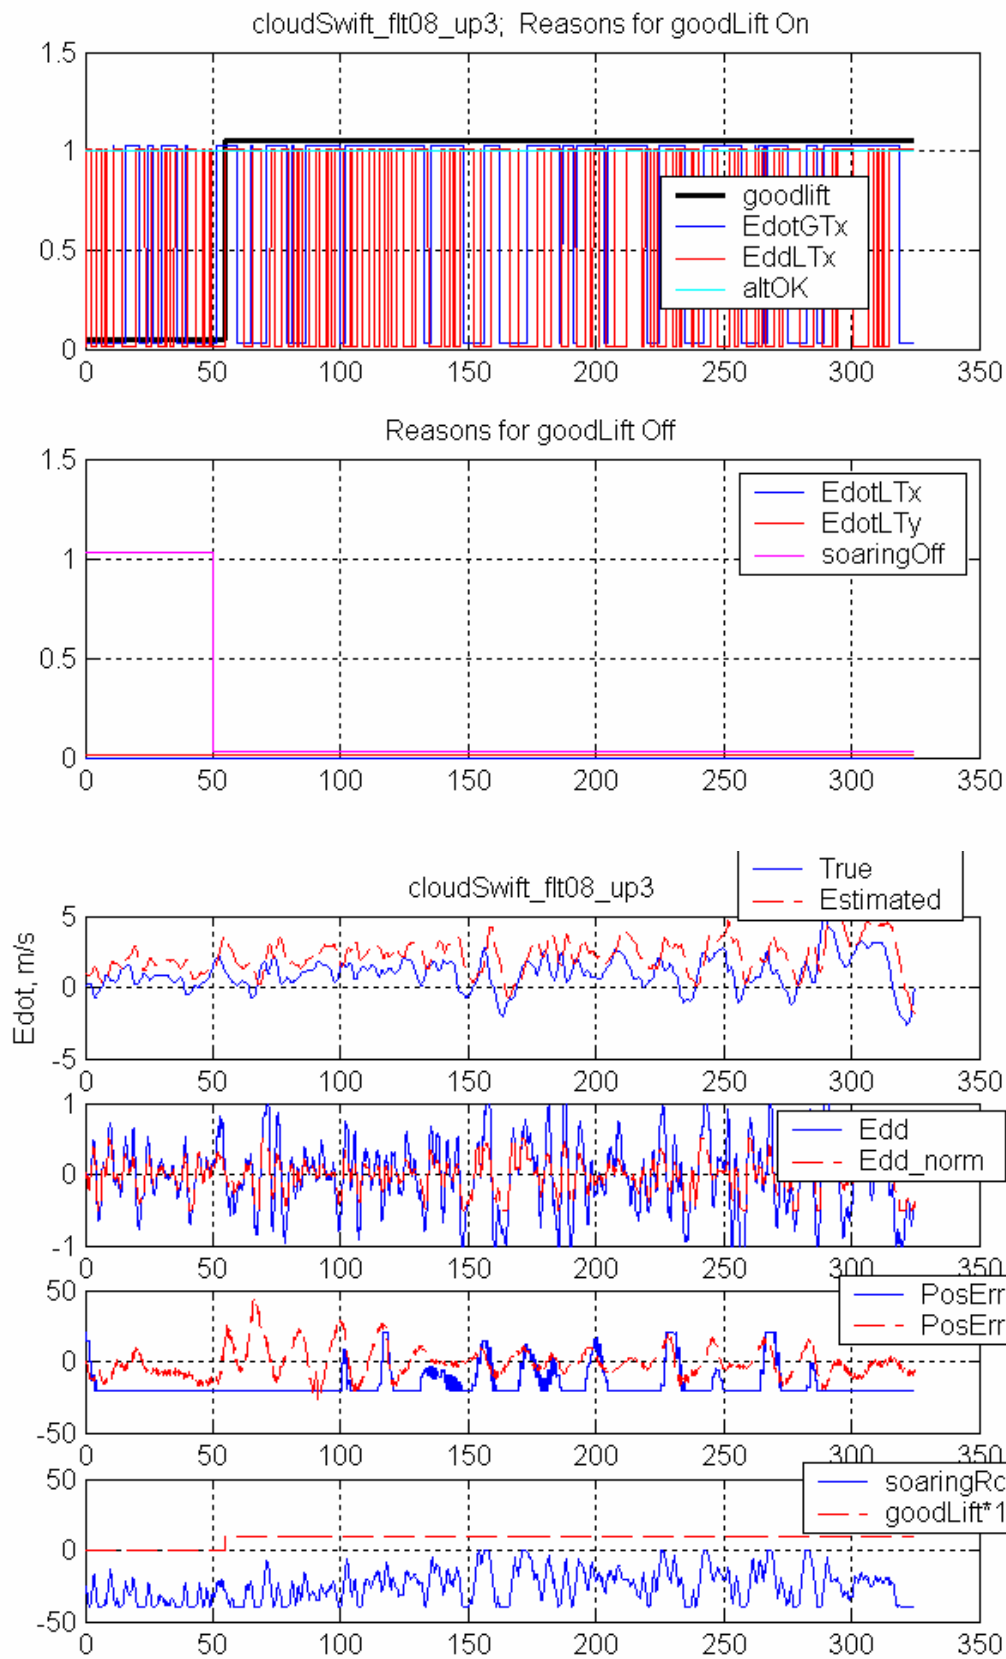 cloudSwift_flt08_up3;  Reasons for goodLift On
1.5
1
0.5
0
goodlift
EdotGTx
EddLTx
altOK
0 50 100 150 200 250 300 350
Reasons for goodLift Off
1.5
1
0.5
0
EdotLTx
EdotLTy
soaringOff
0 50 100 150 200 250 300 350
True
Estimated
cloudSwift_flt08_up3
Edot, m/s
5
0
-5
0 50 100 150 200 250 300 350
1
0
-1
Edd
Edd_norm
0 50 100 150 200 250 300 350
50
0
-50
PosErr
PosErr
0 50 100 150 200 250 300 350
50
0
-50
soaringRc
goodLift*1
0 50 100 150 200 250 300 350